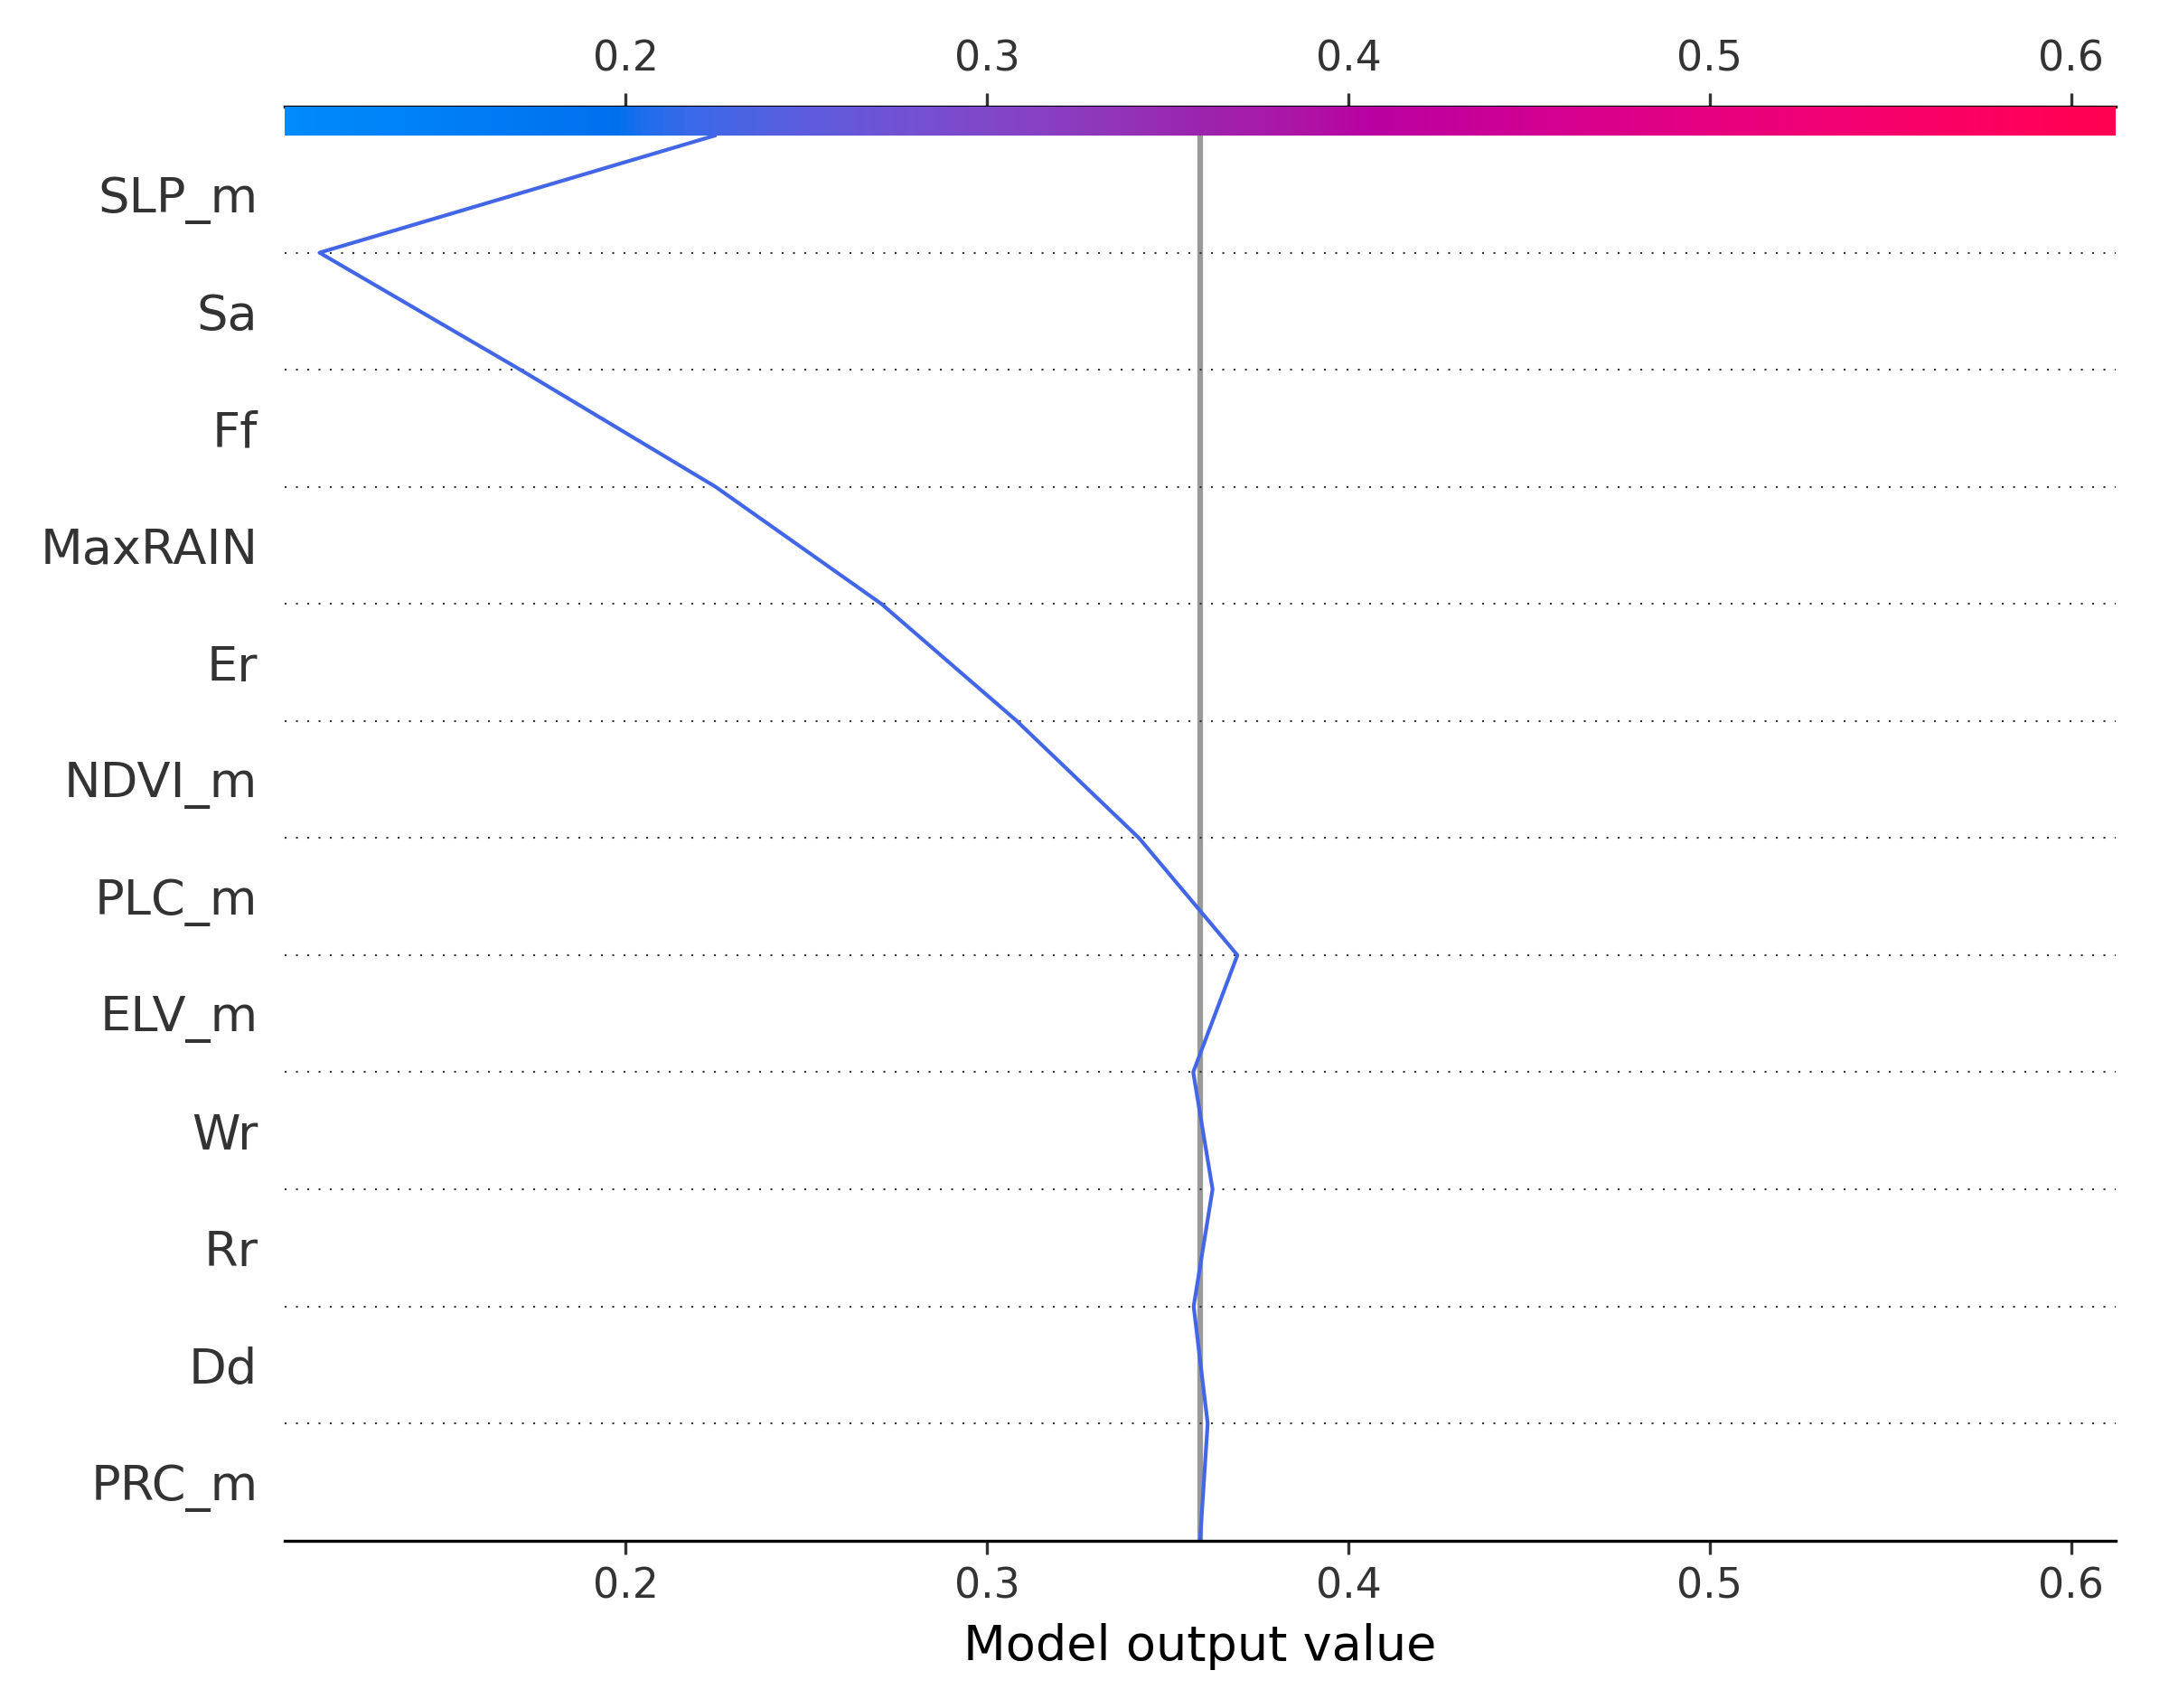 0.2 0.3 0.4 0.5 0.6
SLP_m
Sa
Ff
MaxRAIN
Er
NDVI_m
PLC_m
ELV_m
Wr
Rr
Dd
PRC_m
0.2 0.3 0.4 0.5 0.6
Model output value